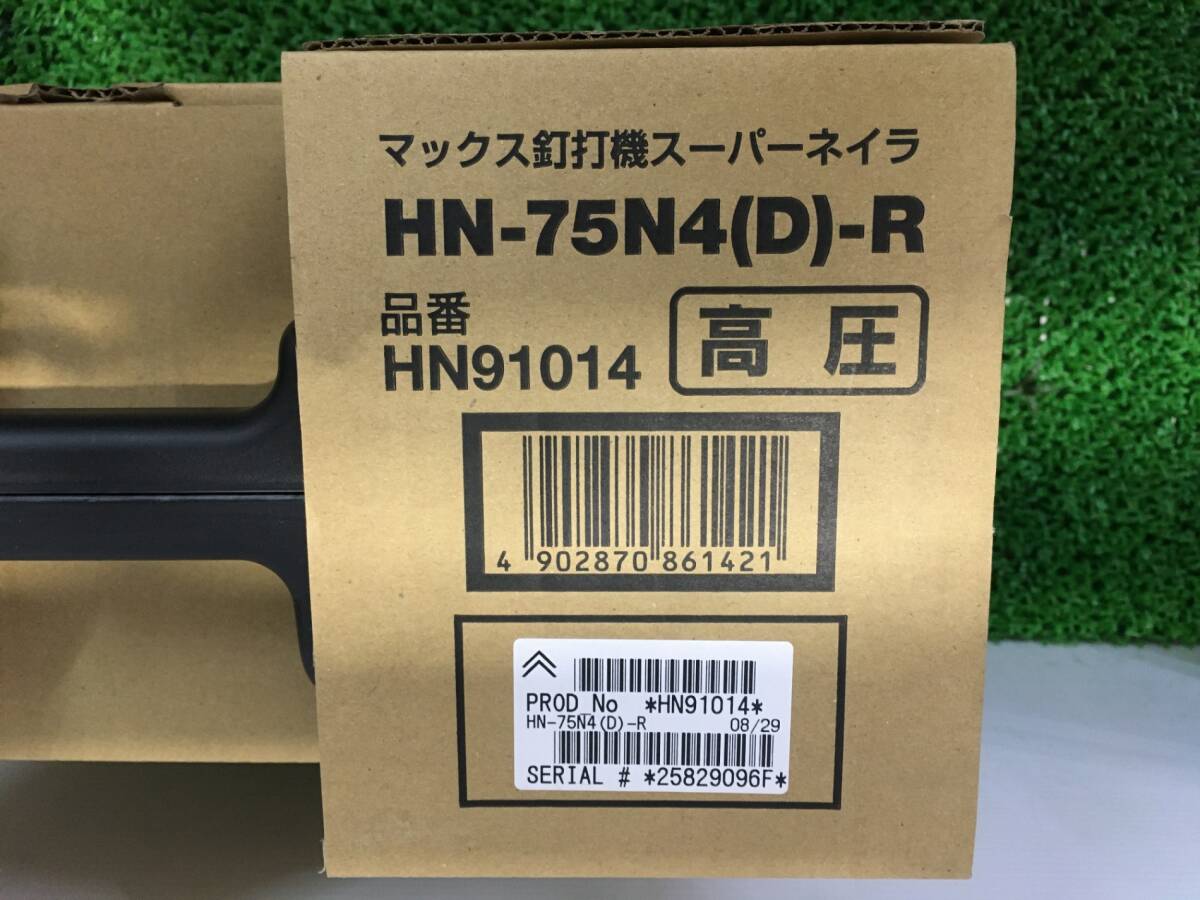 マックス釘打機スーパーネイラ
HN-75N4(D)-R
品番
HN91014
高圧
4 902870 861421
PROD No *HN91014*
HN-75N4(D)-R 08/29
SERIAL # *25829096F*